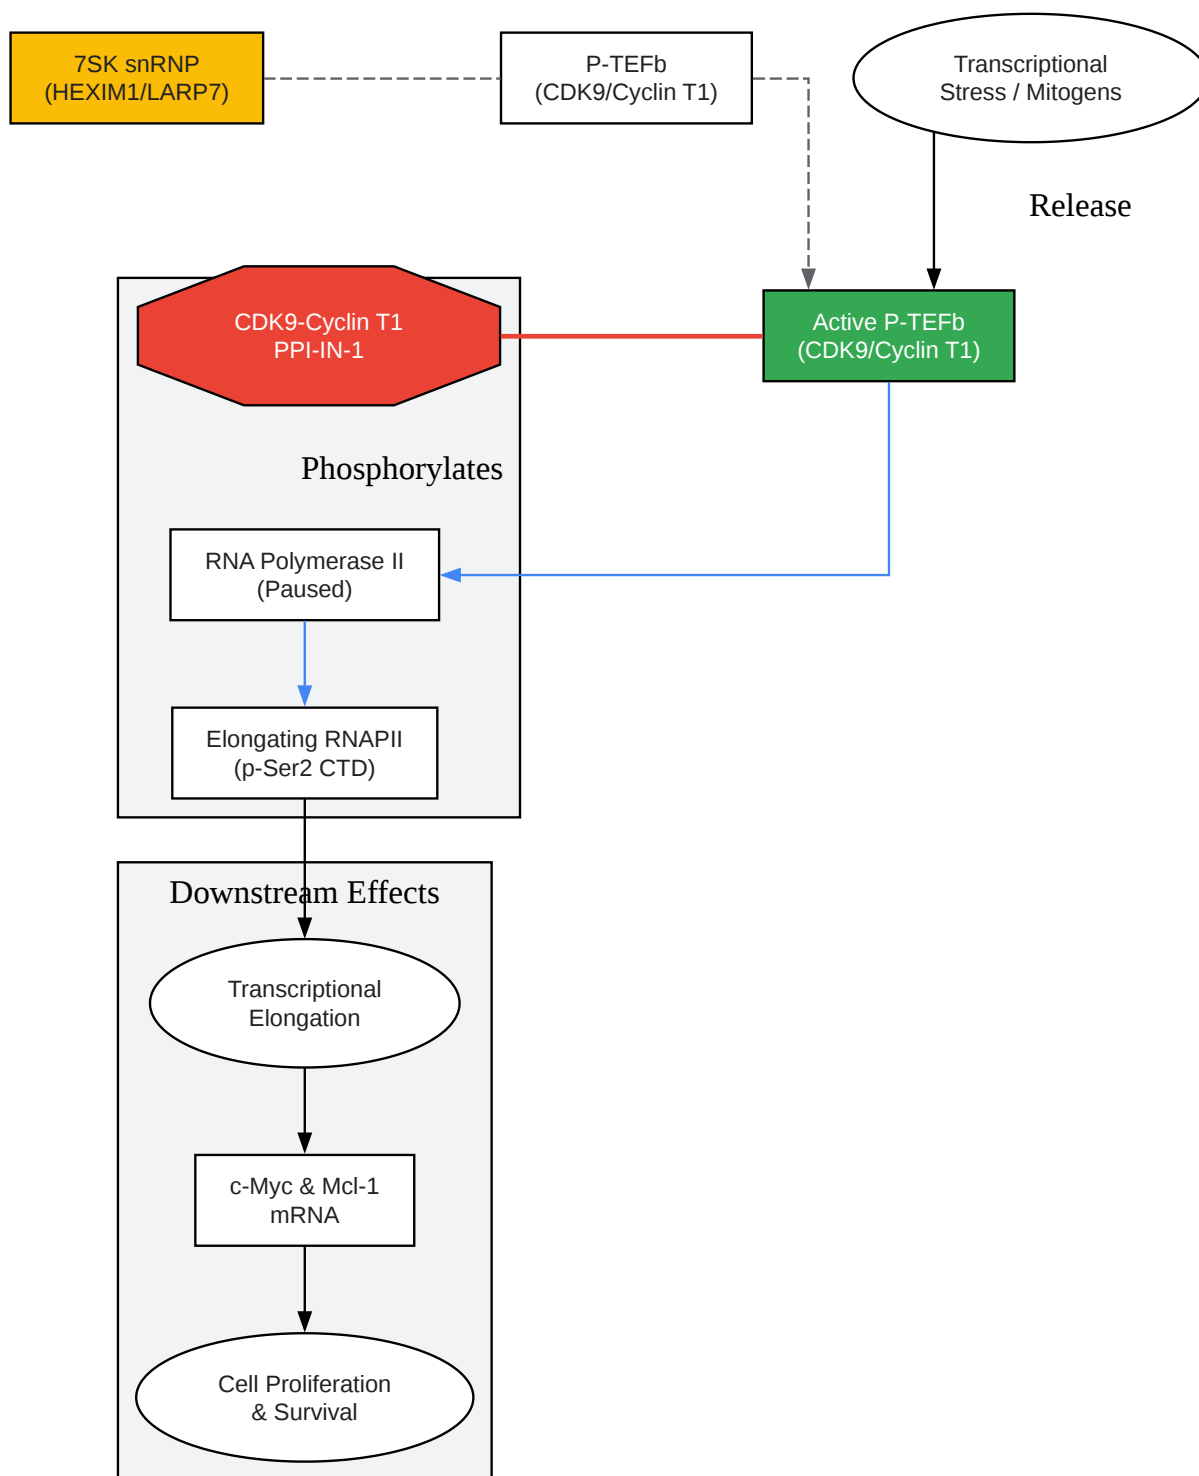 7SK snRNP
(HEXIM1/LARP7)
P-TEFb
(CDK9/Cyclin T1)
Transcriptional
Stress / Mitogens
Release
CDK9-Cyclin T1
PPI-IN-1
Active P-TEFb
(CDK9/Cyclin T1)
Phosphorylates
RNA Polymerase II
(Paused)
Elongating RNAPII
(p-Ser2 CTD)
Downstream Effects
Transcriptional
Elongation
c-Myc & Mcl-1
mRNA
Cell Proliferation
& Survival